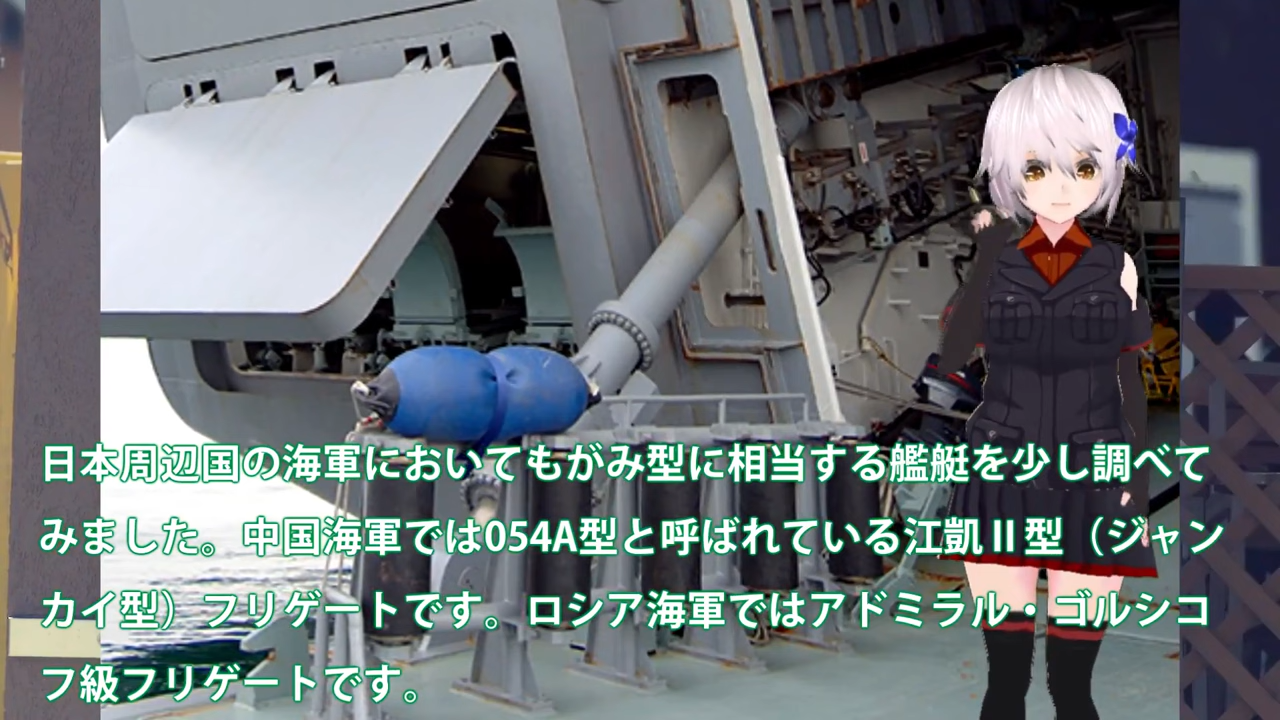 日本周辺国の海軍においてもがみ型に相当する艦艇を少し調べて
みました。中国海軍では054A型と呼ばれている江凱Ⅱ型（ジャン
カイ型）フリゲートです。ロシア海軍ではアドミラル・ゴルシコ
フ級フリゲートです。